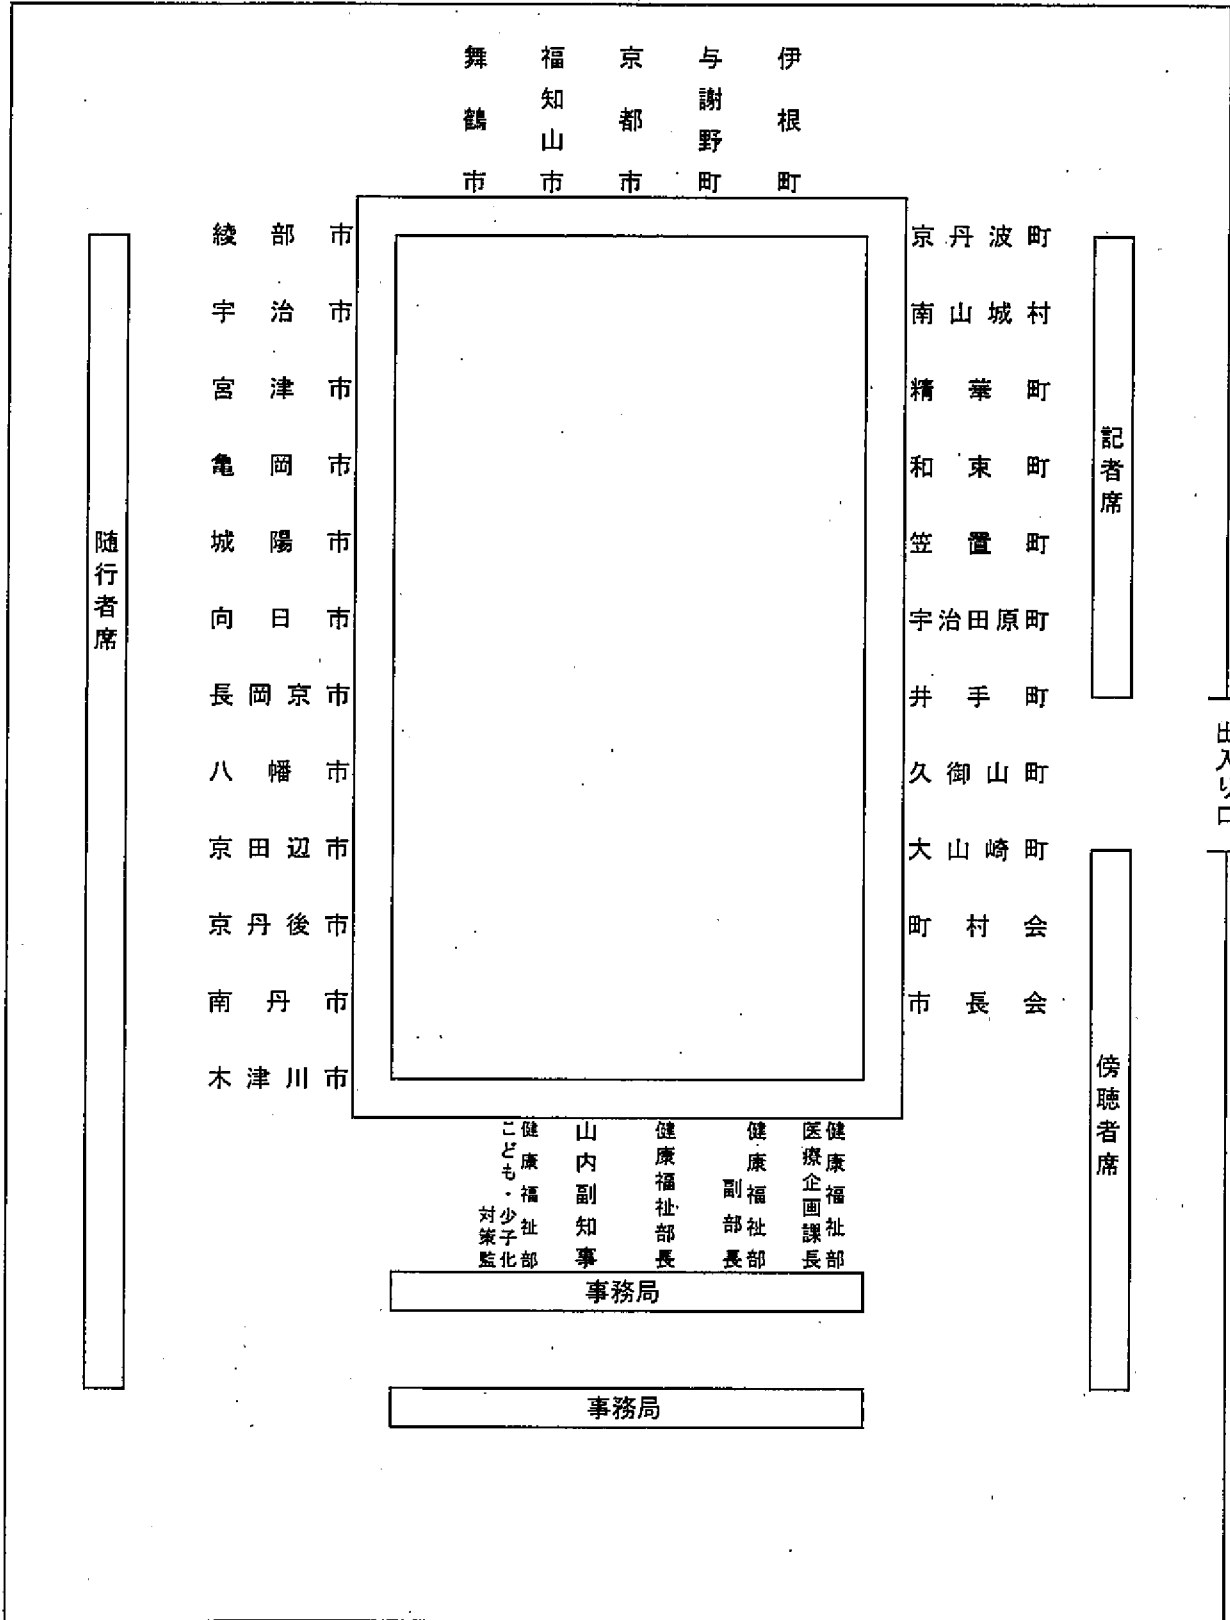 舞鶴市
福知山市
京都市
与謝野町
伊根町
綾部市
宇治市
宮津市
亀岡市
城陽市
向日市
長岡京市
八幡市
京田辺市
京丹後市
南丹市
木津川市
京丹波町
南山城村
精華町
和束町
笠置町
宇治田原町
井手町
久御山町
大山崎町
町村会
市長会
随行者席
記者席
出入り口
傍聴者席
健康福祉部
こども・少子化
対策監
山内副知事
健康福祉部長
健康福祉部
副部長
健康福祉部
医療企画課長
事務局
事務局